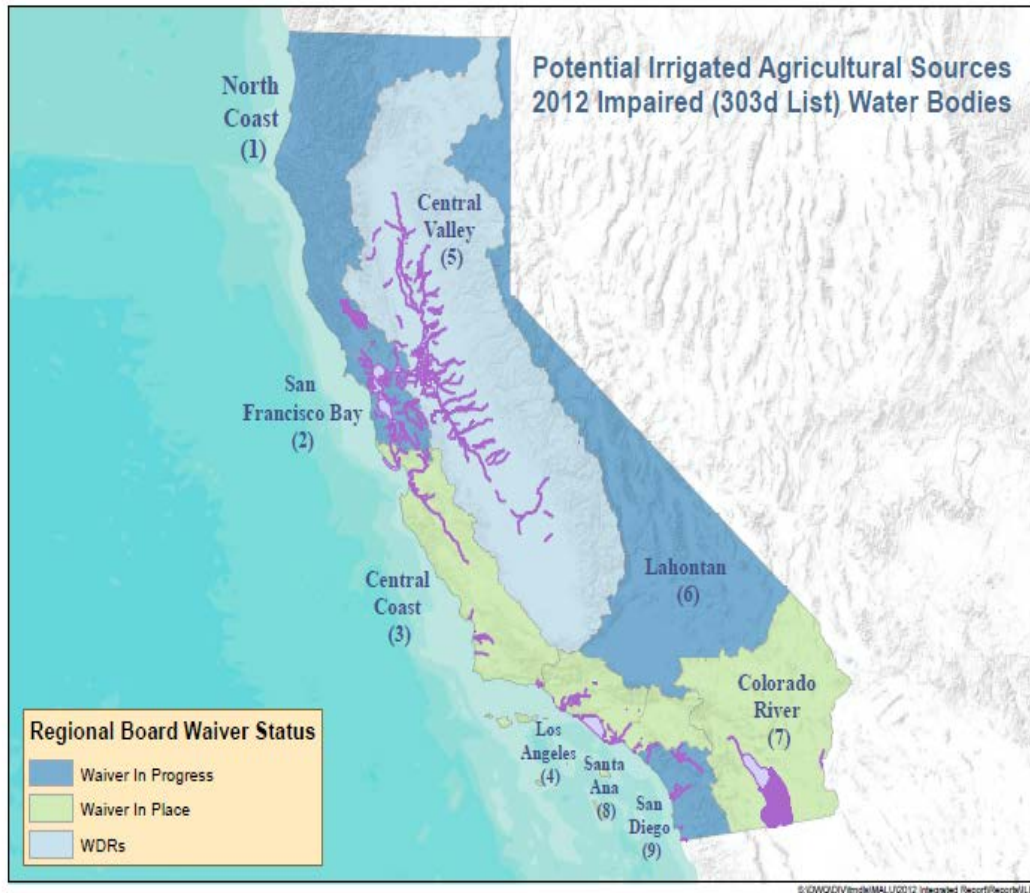 Potential Irrigated Agricultural Sources
2012 Impaired (303d List) Water Bodies
North
Coast
(1)
Central
Valley
(5)
San
Francisco Bay
(2)
Central
Coast
(3)
Lahontan
(6)
Colorado
River
(7)
Los
Angeles
(4)
Santa
Ana
(8)
San
Diego
(9)
Regional Board Waiver Status
Waiver In Progress
Waiver In Place
WDRs